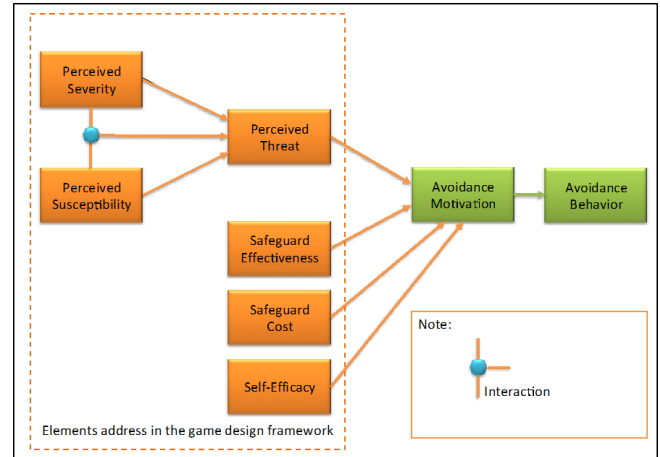 Perceived
Severity
Perceived
Threat
Perceived
Susceptibility
Avoidance
Motivation
Avoidance
Behavior
Safeguard
Effectiveness
Safeguard
Cost
Self-Efficacy
Note:
Interaction
Elements address in the game design framework